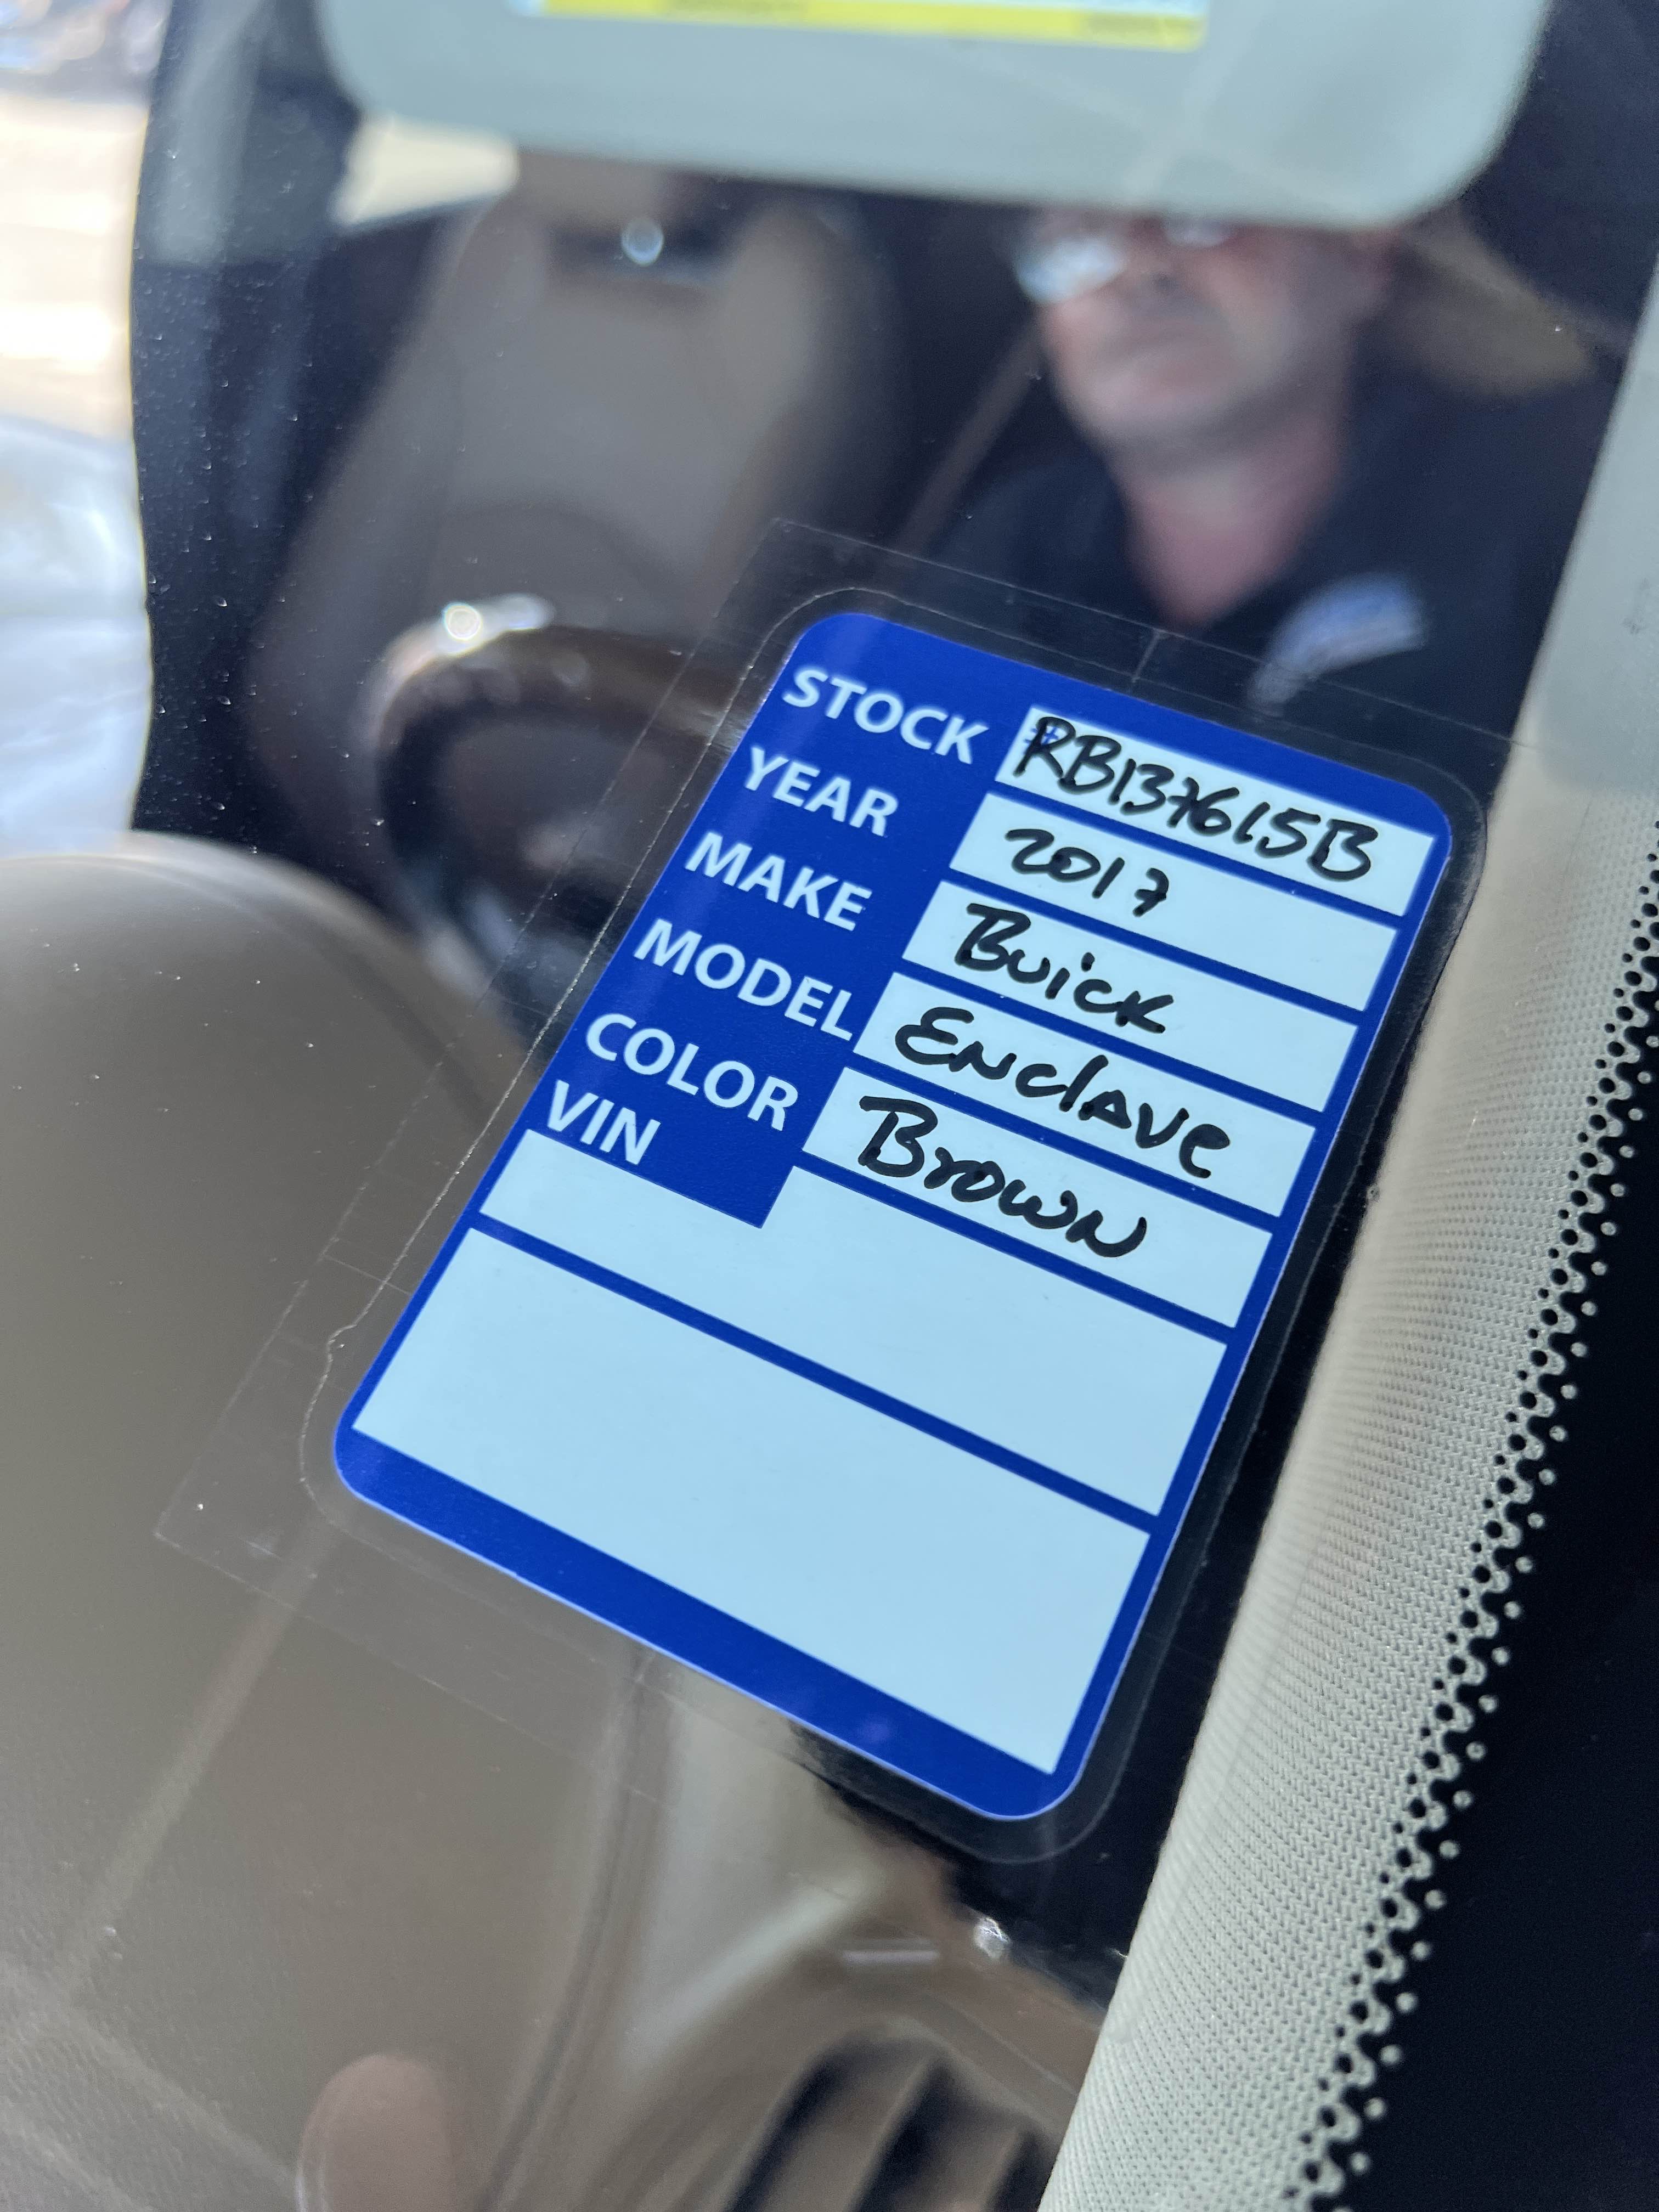 STOCK #RB137615B
YEAR 2017
MAKE Buick
MODEL Enclave
COLOR Brown
VIN